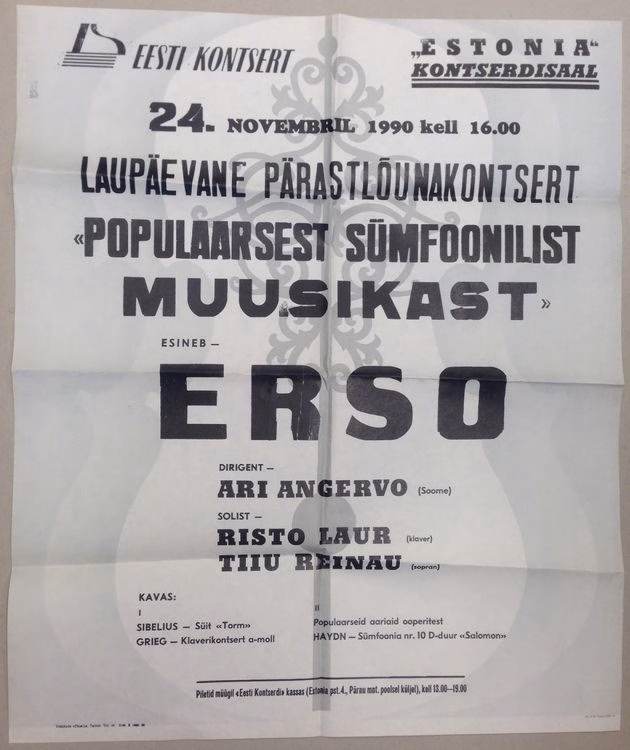 EESTI KONTSERT
„ESTONIA“
KONTSERDISAAL
24. NOVEMBRIL 1990 kell 16.00
LAUPÄEVANE PÄRASTLÕUNAKONTSERT
«POPULAARSEST SÜMFOONILIST
MUUSIKAST»
ESINEB —
ERSO
DIRIGENT —
ARI ANGERVO (Soome)
SOLIST —
RISTO LAUR (klaver)
TIIU REINAU (sopran)
KAVAS:
I
SIBELIUS — Süit «Torm»
GRIEG — Klaverikontsert a-moll
II
Populaarseid aariaid ooperitest
HAYDN — Sümfoonia nr. 10 D-duur «Salomon»
Piletid müügil «Eesti Kontserdi» kassas (Estonia pst.4., Pärnu mnt. poolsel küljel), kell 13.00—19.00